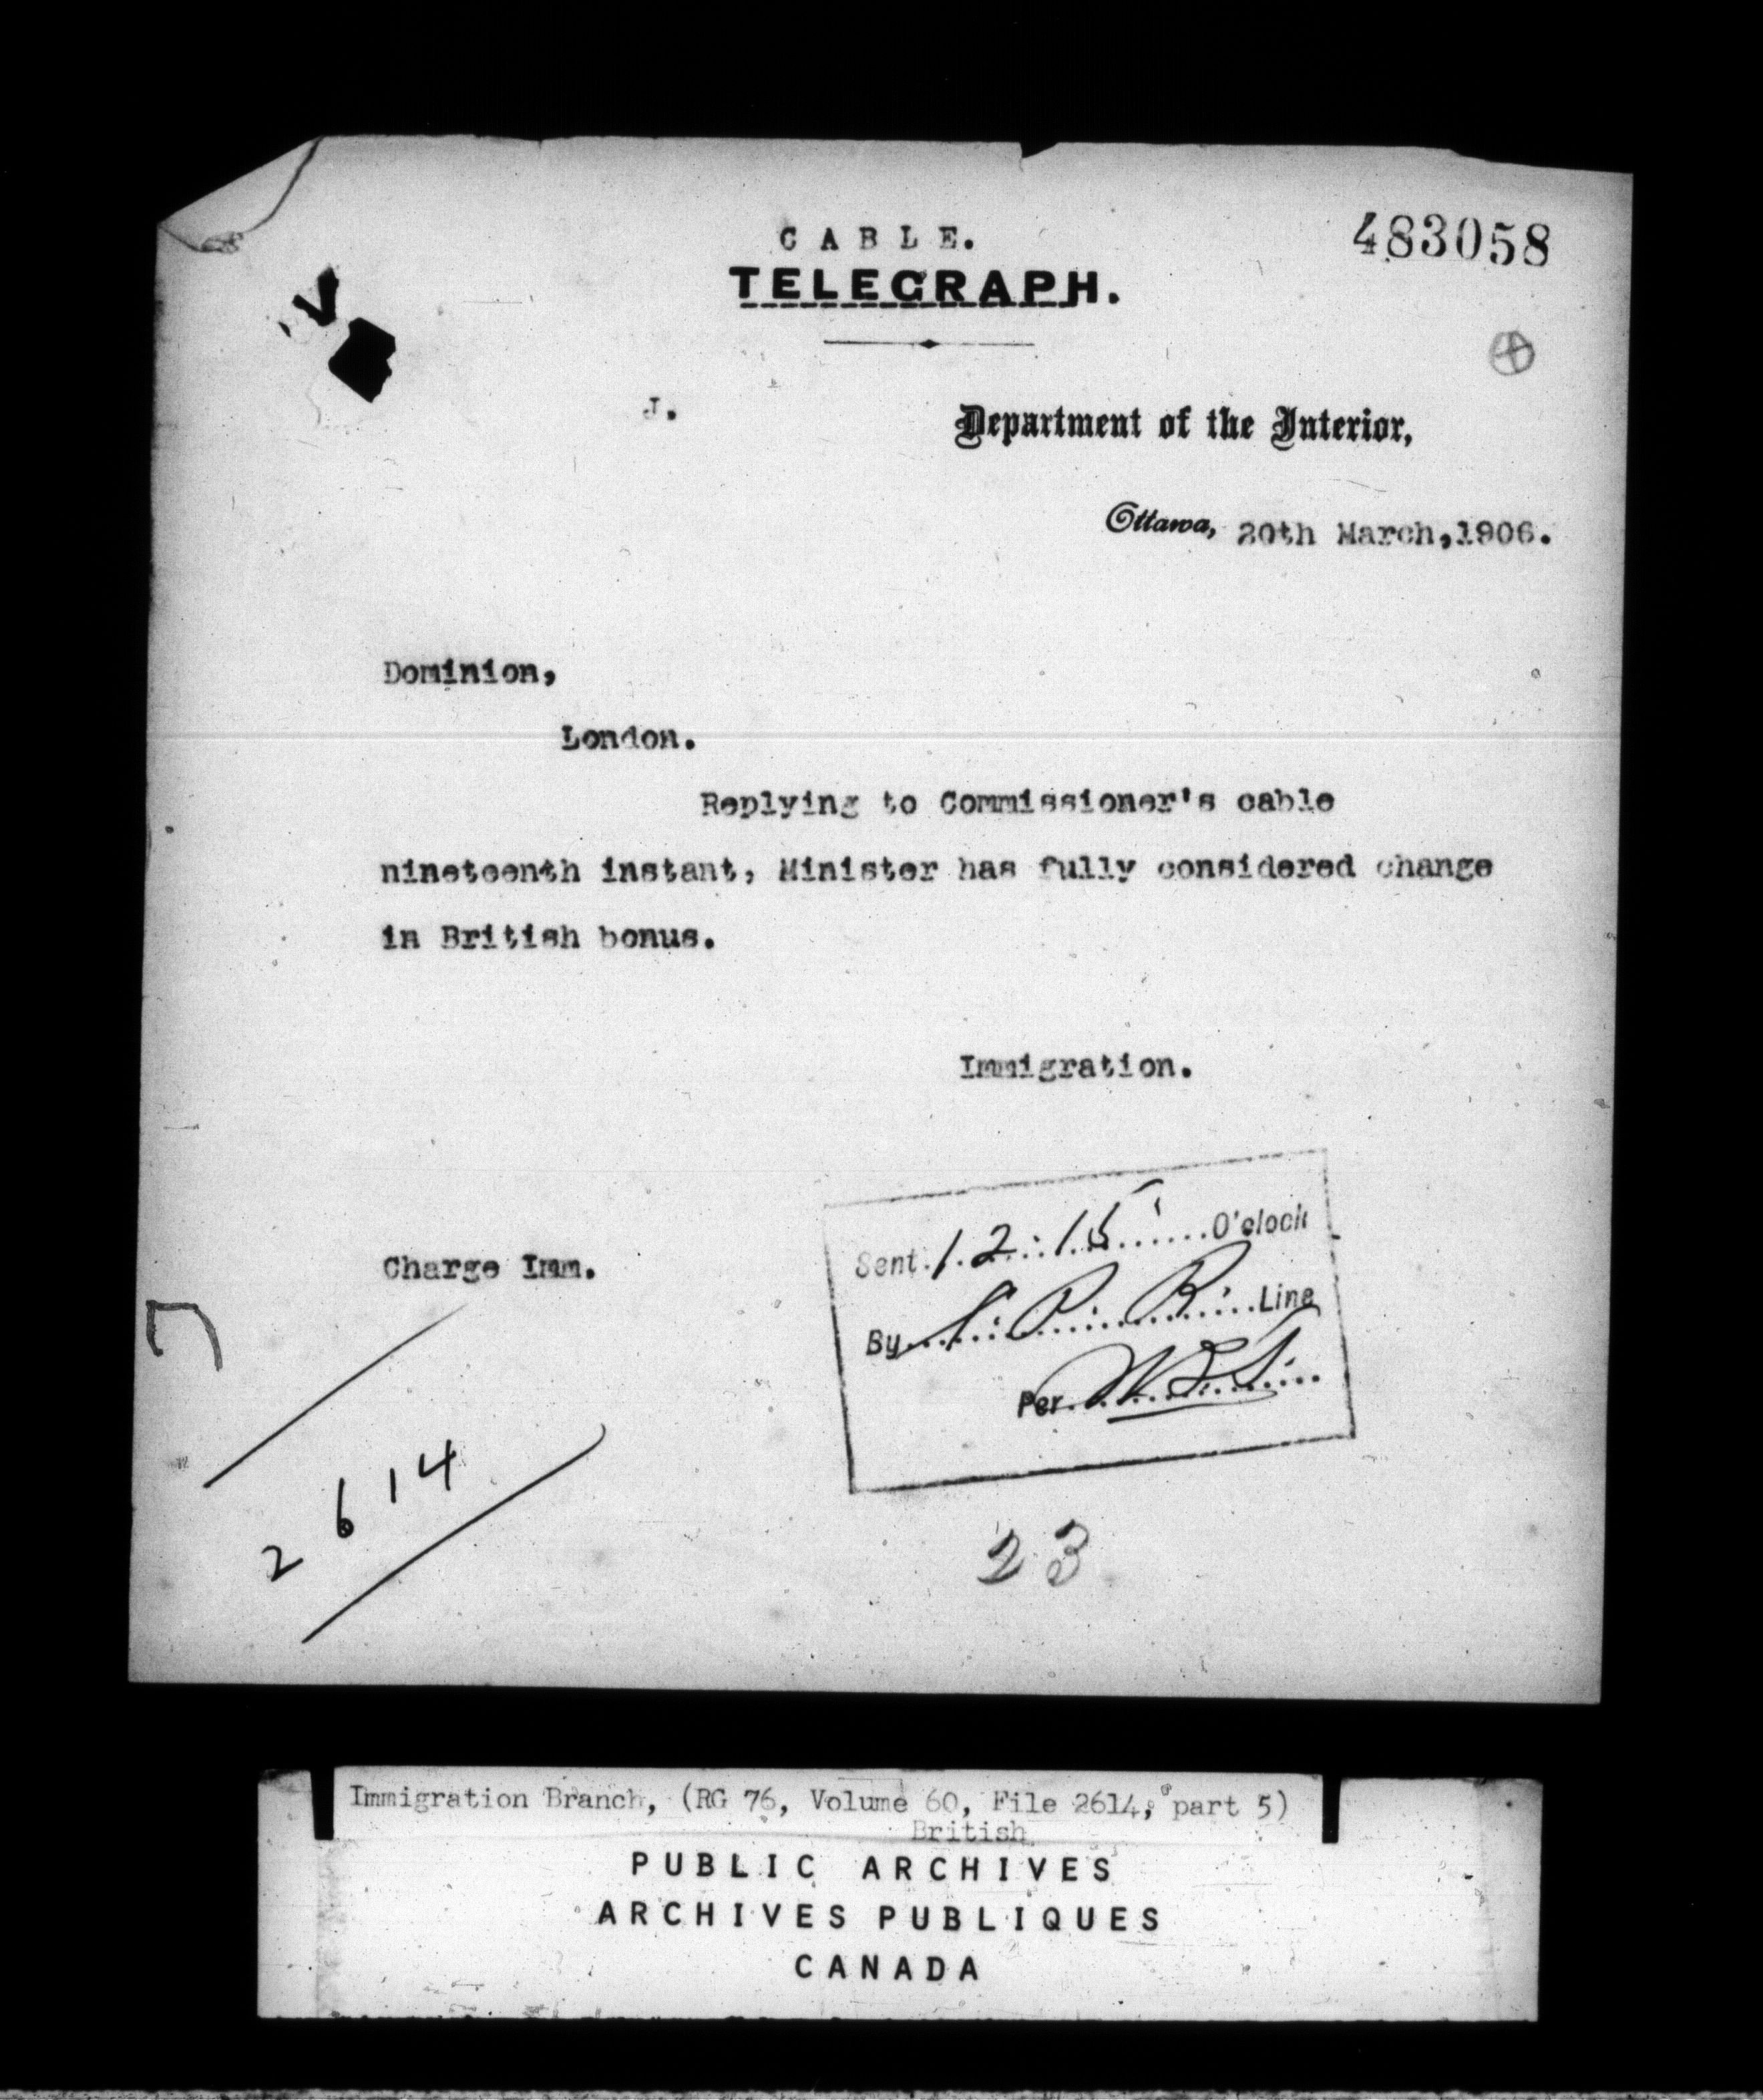 CABLE.
483058
TELEGRAPH.
J.
Department of the Interior,
Ottawa, 20th March, 1906.
Dominion,
London.
Replying to Commissioner's cable
nineteenth instant, Minister has fully considered change
in British bonus.
Immigration.
Charge Imm.
Sent 12.15 O'clock
By C.P.R. Line
Per
2614
23
Immigration Branch, (RG 76, Volume 60, File 2614, part 5)
British
PUBLIC ARCHIVES
ARCHIVES PUBLIQUES
CANADA